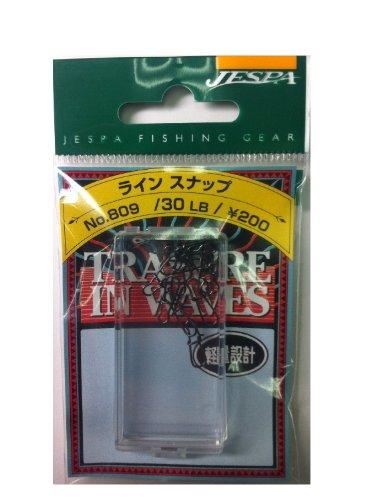 JESPA
JESPA FISHING GEAR
ライン スナップ
No.809 /30 LB / ¥200
IN WAVES
軽量設計